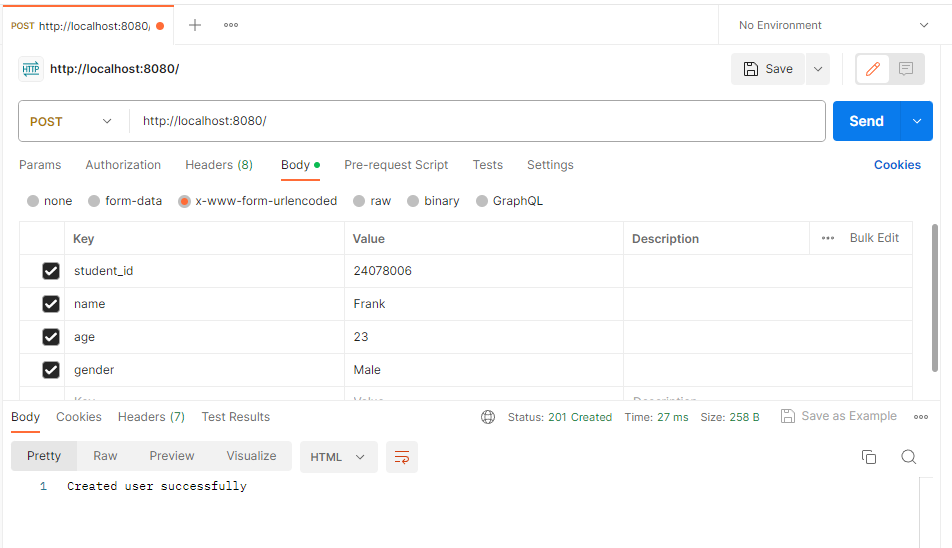 POST http://localhost:8080/
No Environment
HTTP http://localhost:8080/
Save
POST http://localhost:8080/
Send
Params Authorization Headers (8) Body Pre-request Script Tests Settings Cookies
none form-data x-www-form-urlencoded raw binary GraphQL
Key Value Description Bulk Edit
student_id 24078006
name Frank
age 23
gender Male
Key Value Description
Body Cookies Headers (7) Test Results Status: 201 Created Time: 27 ms Size: 258 B Save as Example
Pretty Raw Preview Visualize HTML
1 Created user successfully